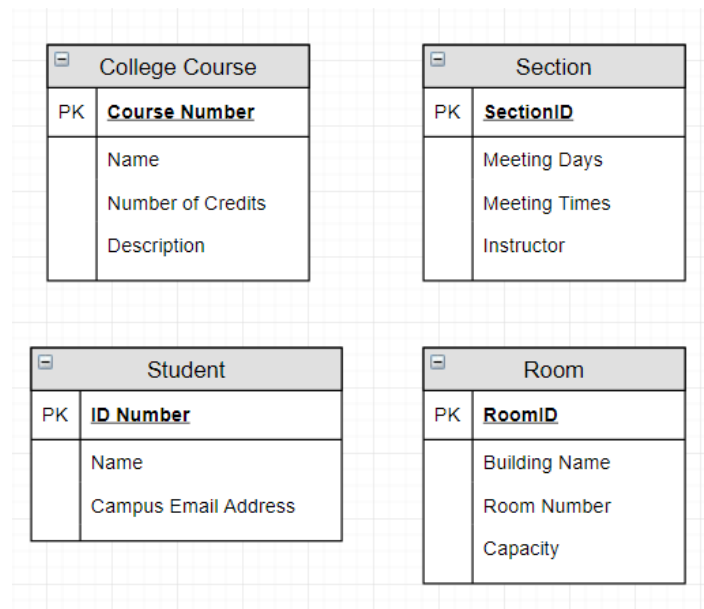 College Course
PK Course Number
Name
Number of Credits
Description
Section
PK SectionID
Meeting Days
Meeting Times
Instructor
Student
PK ID Number
Name
Campus Email Address
Room
PK RoomID
Building Name
Room Number
Capacity